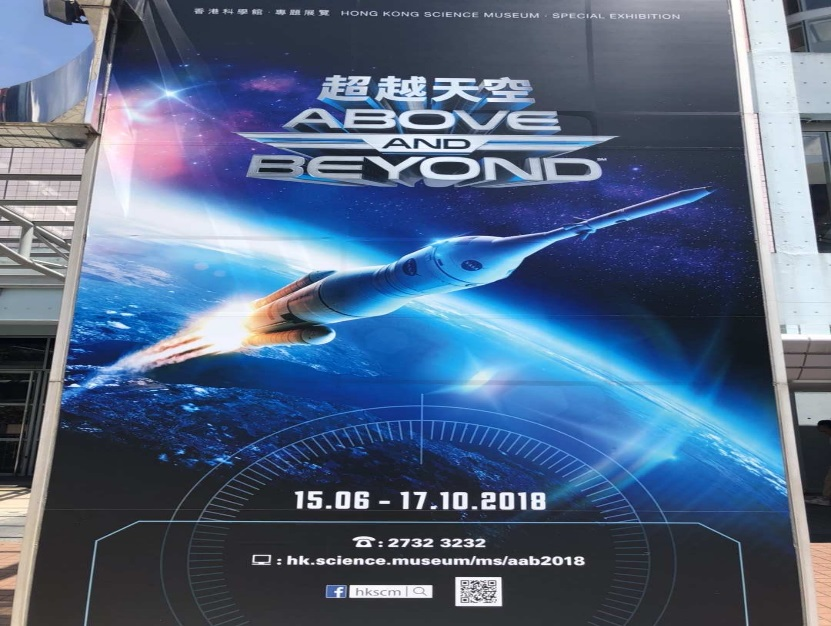 香港科學館．專題展覽 HONG KONG SCIENCE MUSEUM．SPECIAL EXHIBITION
超越天空
ABOVE
AND
BEYOND™
15.06 - 17.10.2018
☎ : 2732 3232
: hk.science.museum/ms/aab2018
f hkscm